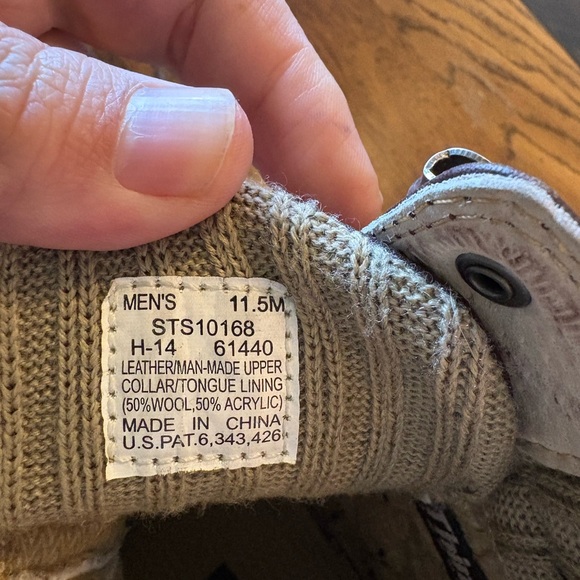 MEN'S 11.5M
STS10168
H-14 61440
LEATHER/MAN-MADE UPPER
COLLAR/TONGUE LINING
(50%WOOL,50% ACRYLIC)
MADE IN CHINA
U.S.PAT.6,343,426